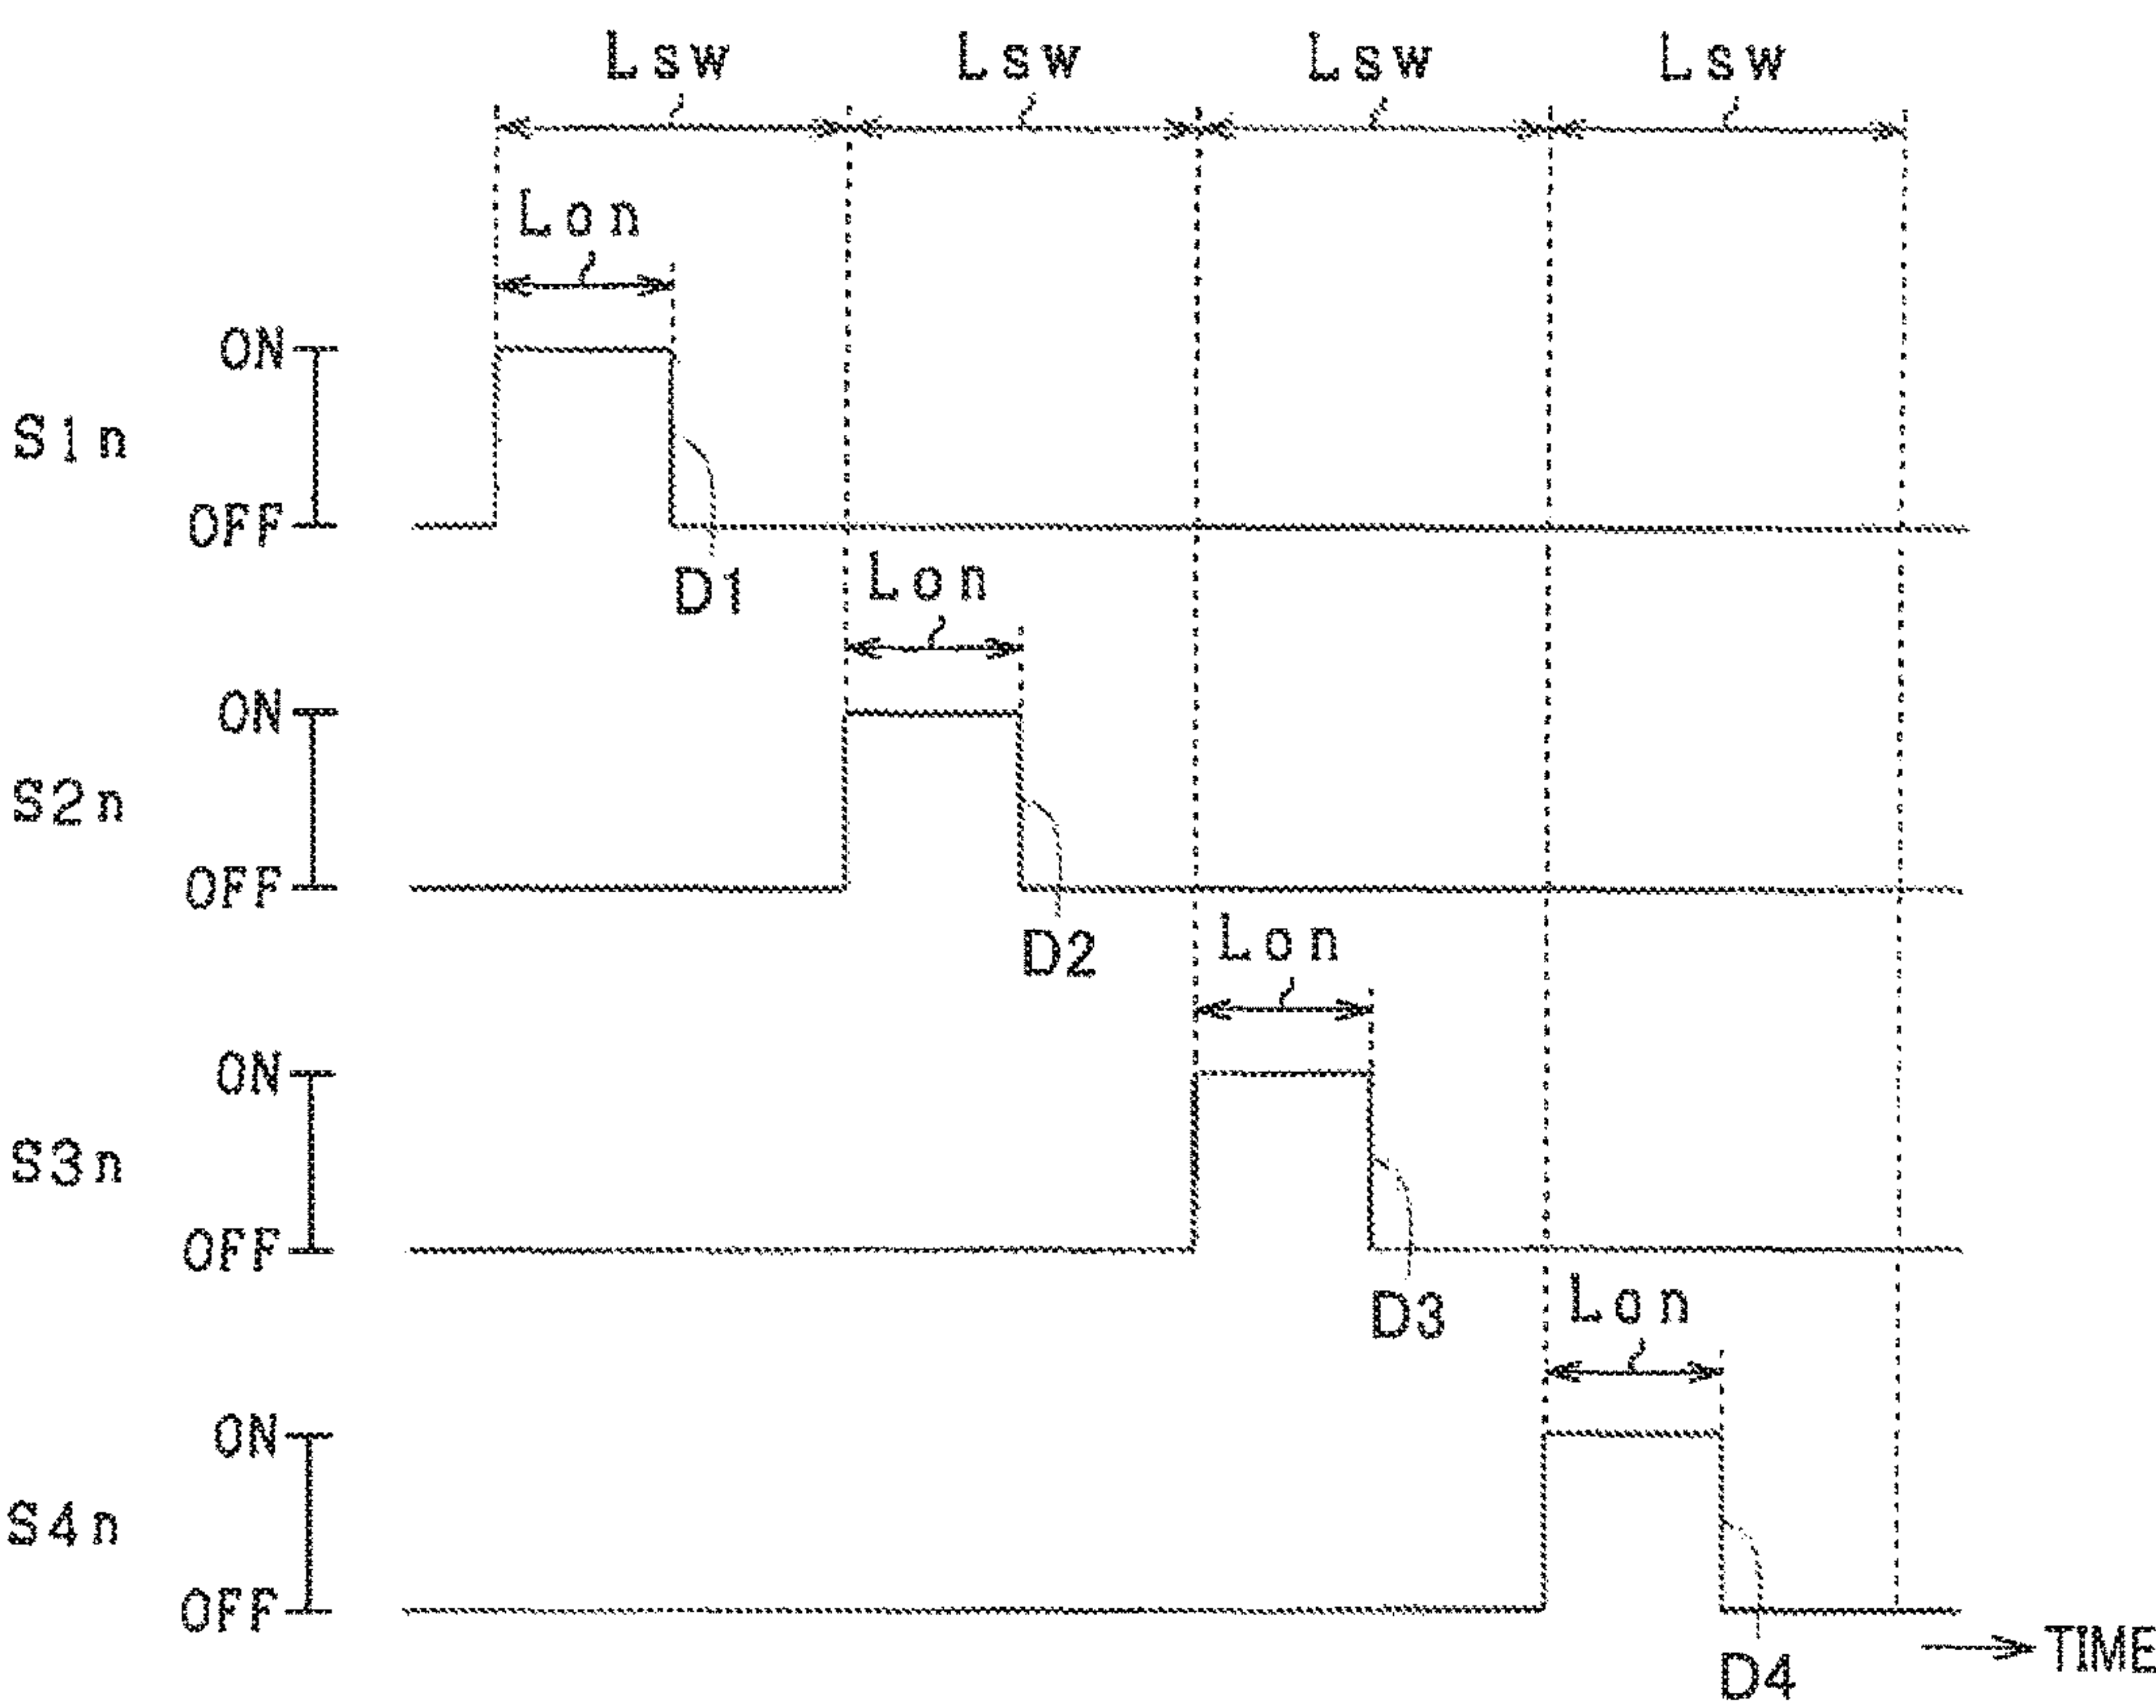 Lsw Lsw Lsw Lsw
Lon
ON
S1n
OFF
D1
Lon
ON
S2n
OFF
D2
Lon
ON
S3n
OFF
D3
Lon
ON
S4n
OFF
TIME
D4